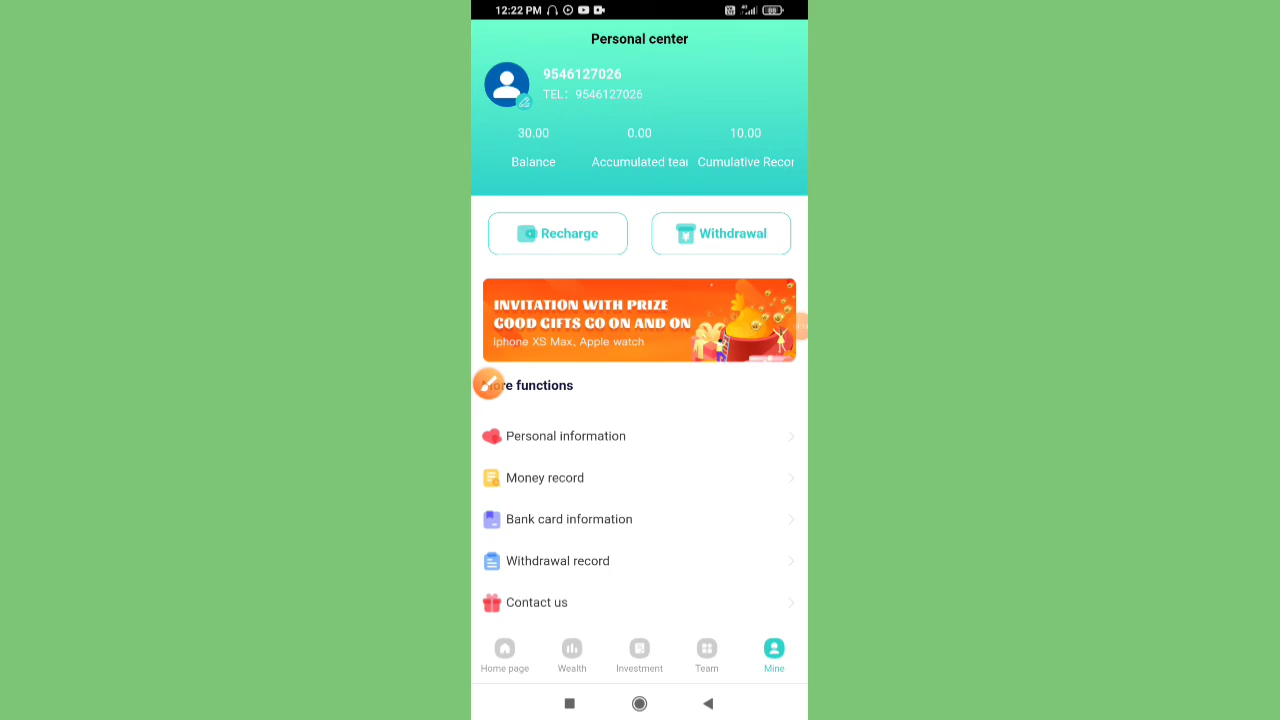 12:22 PM
Personal center
9546127026
TEL: 9546127026
30.00 0.00 10.00
Balance Accumulated tear Cumulative Recor
Recharge Withdrawal
INVITATION WITH PRIZE
GOOD GIFTS GO ON AND ON
Iphone XS Max、Apple watch
More functions
Personal information
Money record
Bank card information
Withdrawal record
Contact us
Home page Wealth Investment Team Mine